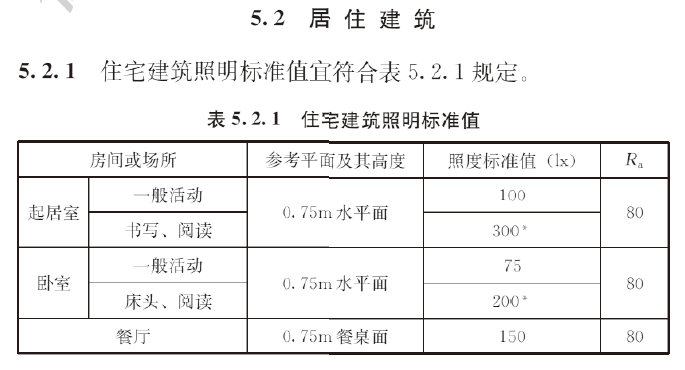 5.2 居住建筑
5.2.1 住宅建筑照明标准值宜符合表 5.2.1 规定。
表 5.2.1 住宅建筑照明标准值
房间或场所 参考平面及其高度 照度标准值（lx） Ra
起居室 一般活动 0.75m 水平面 100 80
书写、阅读 300*
卧室 一般活动 0.75m 水平面 75 80
床头、阅读 200*
餐厅 0.75m 餐桌面 150 80